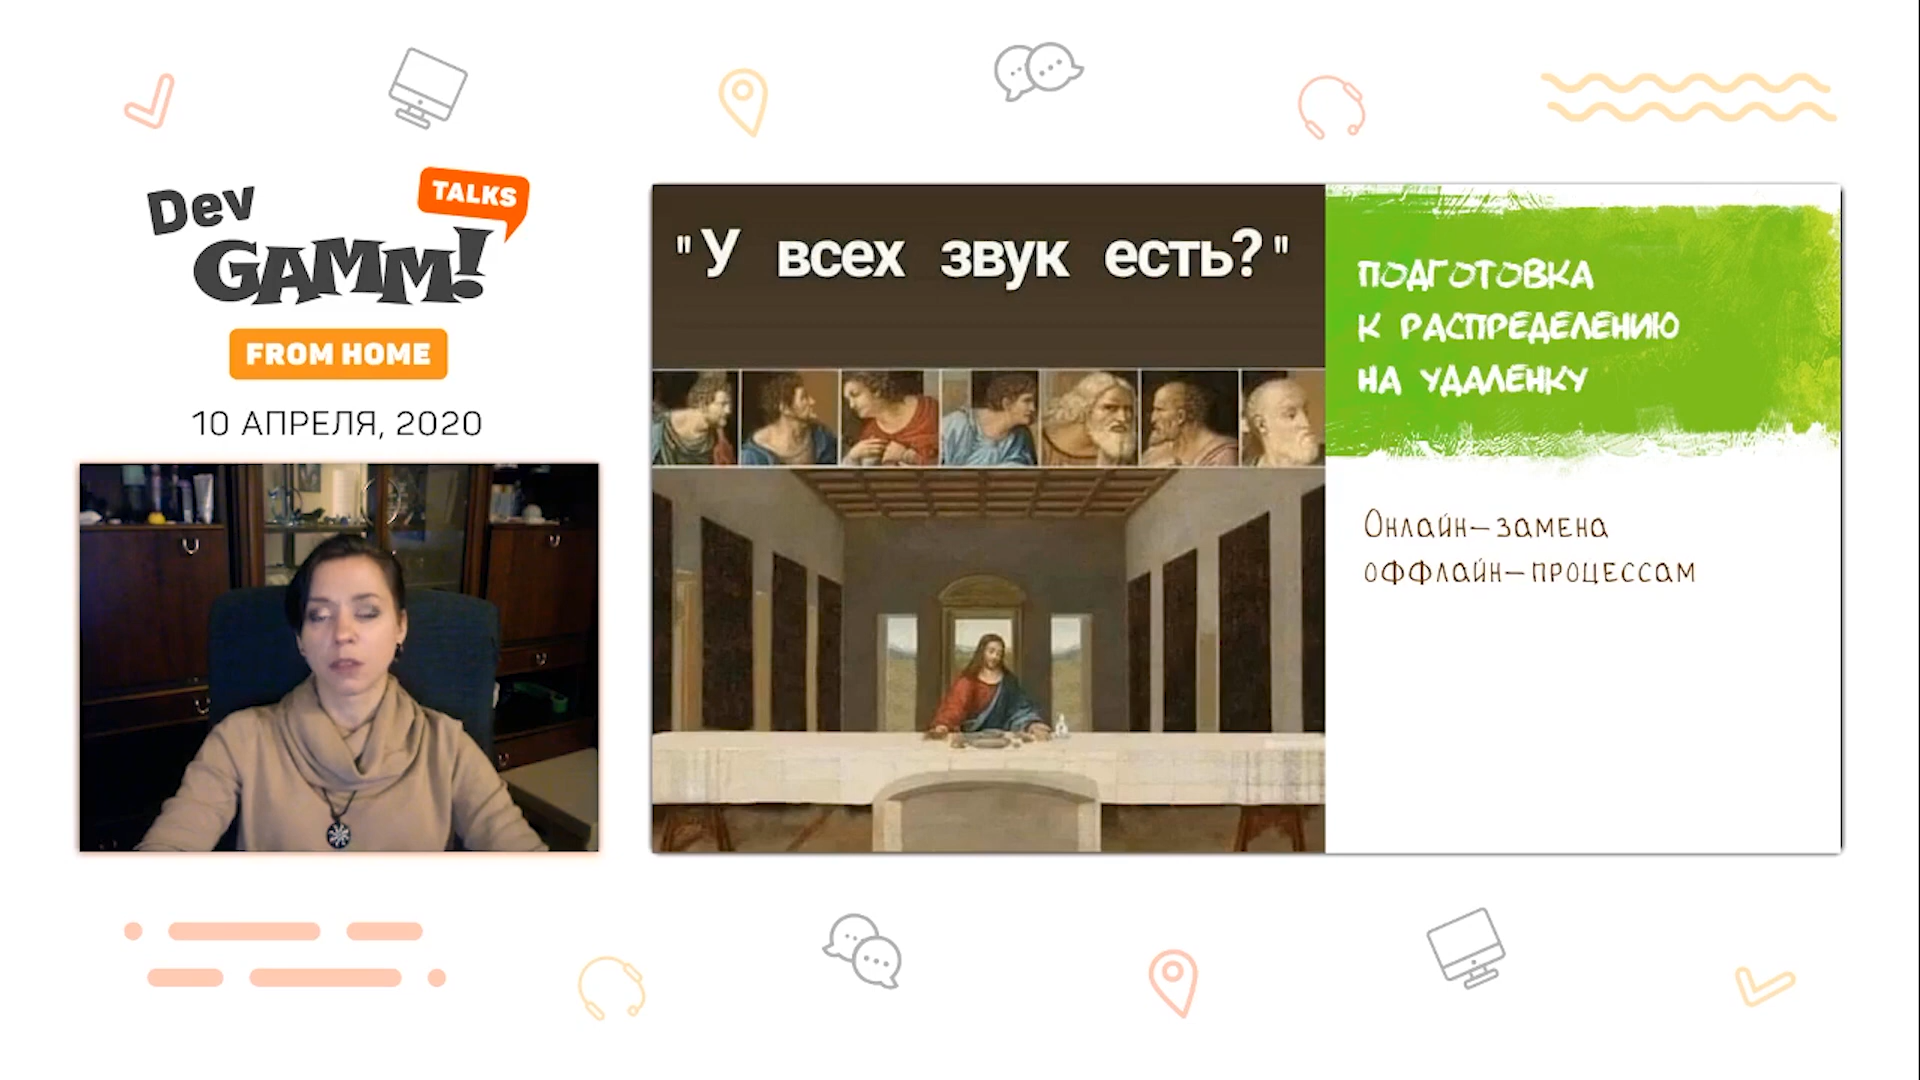 Dev
GAMM!
TALKS
FROM HOME
10 АПРЕЛЯ, 2020
"У всех звук есть?"
ПОДГОТОВКА
К РАСПРЕДЕЛЕНИЮ
НА УДАЛЕНКУ
Онлайн-замена
оффлайн-процессам